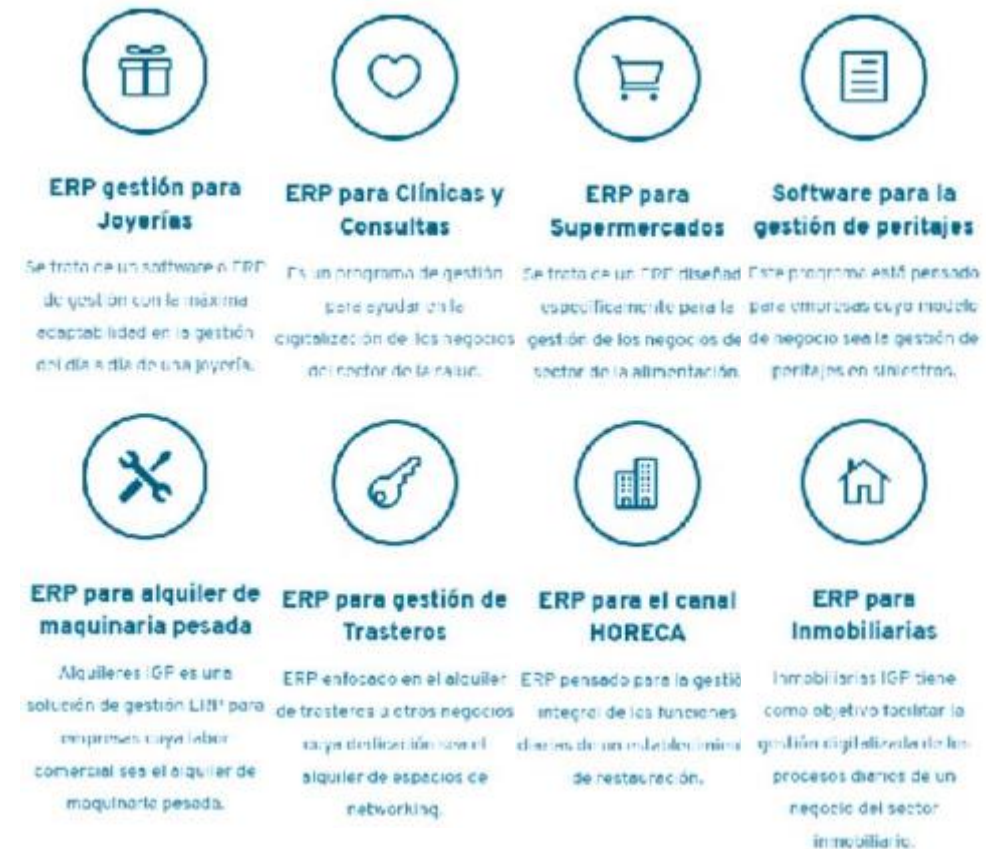 ERP gestión para
Joyerías
Se trata de un software o ERP
de gestión con la máxima
adaptabilidad en la gestión
del día a día de una joyería.
ERP para Clínicas y
Consultas
Es un programa de gestión
para ayudar en la
digitalización de los negocios
del sector de la salud.
ERP para
Supermercados
Se trata de un ERP diseñad
específicamente para la
gestión de los negocios de
sector de la alimentación.
Software para la
gestión de peritajes
Este programa está pensado
para empresas cuyo modelo
de negocio sea la gestión de
peritajes en siniestros.
ERP para alquiler de
maquinaria pesada
Alquileres IGF es una
solución de gestión ERP para
empresas cuya labor
comercial sea el alquiler de
maquinaria pesada.
ERP para gestión de
Trasteros
ERP enfocado en el alquiler
de trasteros u otros negocios
cuya dedicación sea el
alquiler de espacios de
networking.
ERP para el canal
HORECA
ERP pensado para la gestió
integral de las funciones
diarias de un establecimien
de restauración.
ERP para
Inmobiliarias
Inmobiliarias IGF tiene
como objetivo facilitar la
gestión digitalizada de los
procesos diarios de un
negocio del sector
inmobiliario.